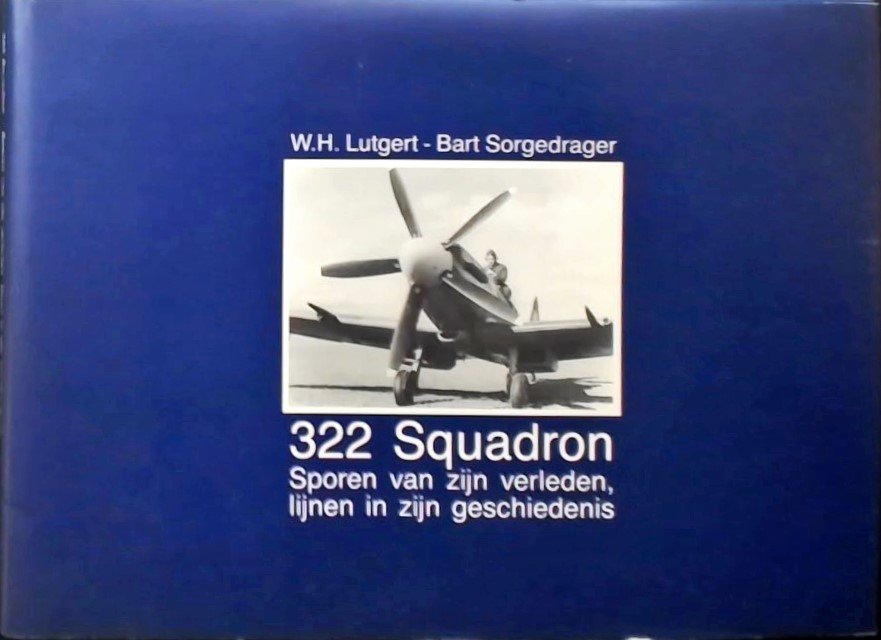 W.H. Lutgert - Bart Sorgedrager
322 Squadron
Sporen van zijn verleden,
lijnen in zijn geschiedenis